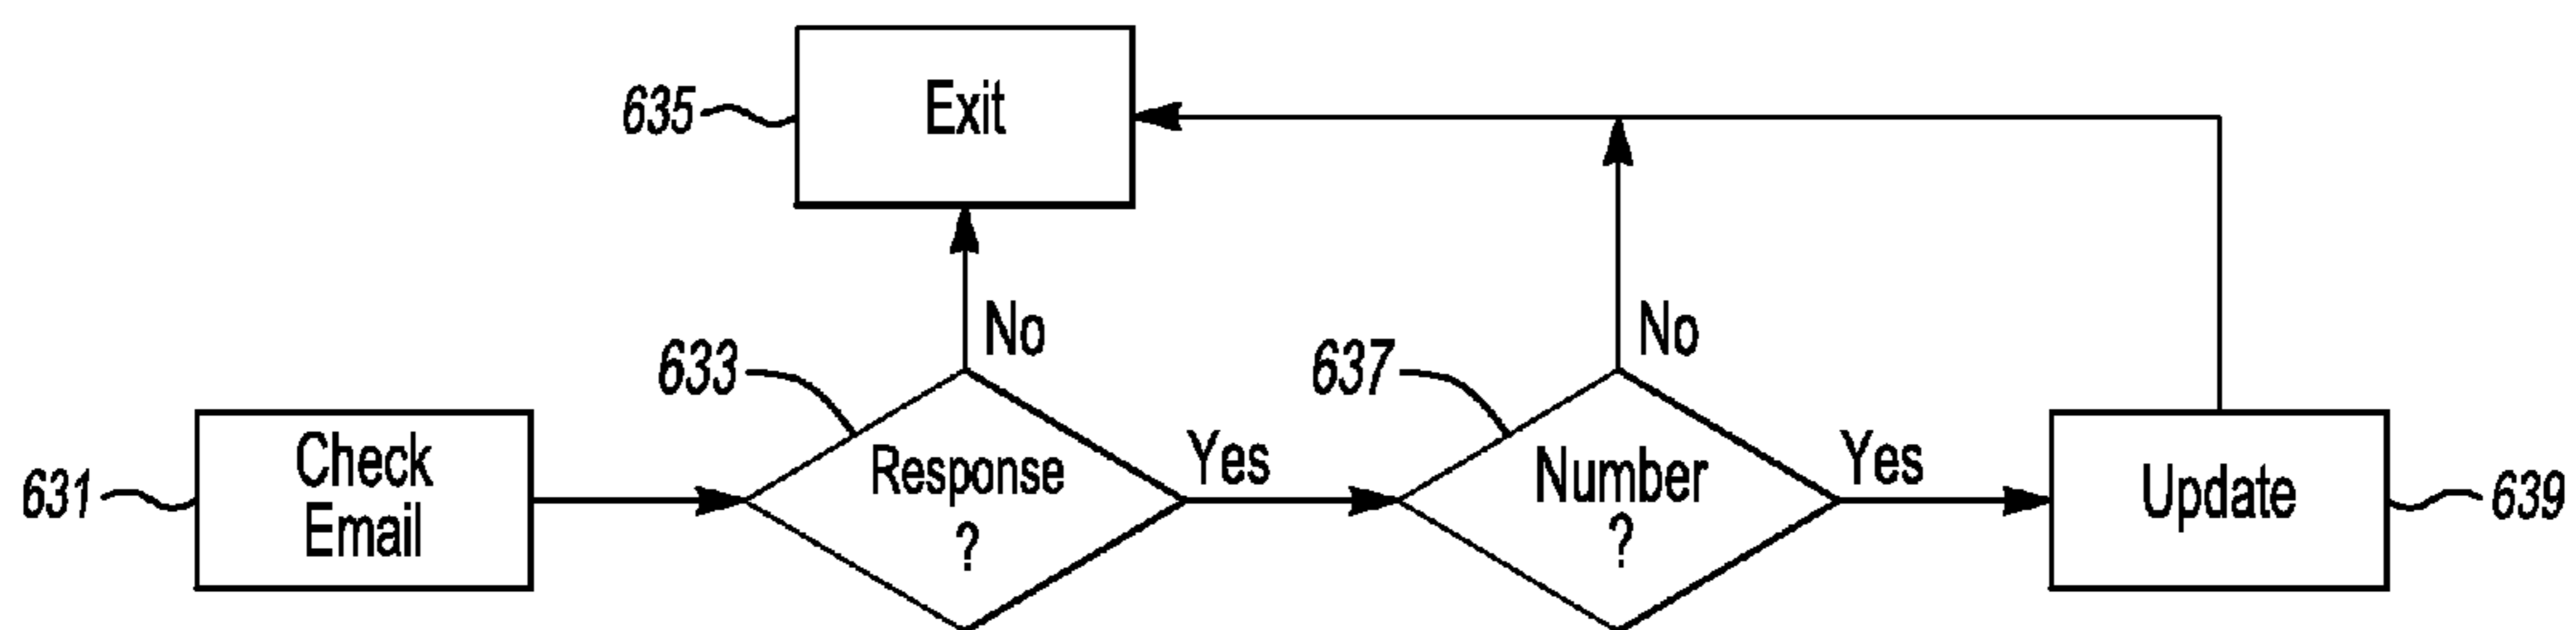 635
Exit
No
No
633
637
631
Check
Email
Response
?
Yes
Number
?
Yes
Update
639